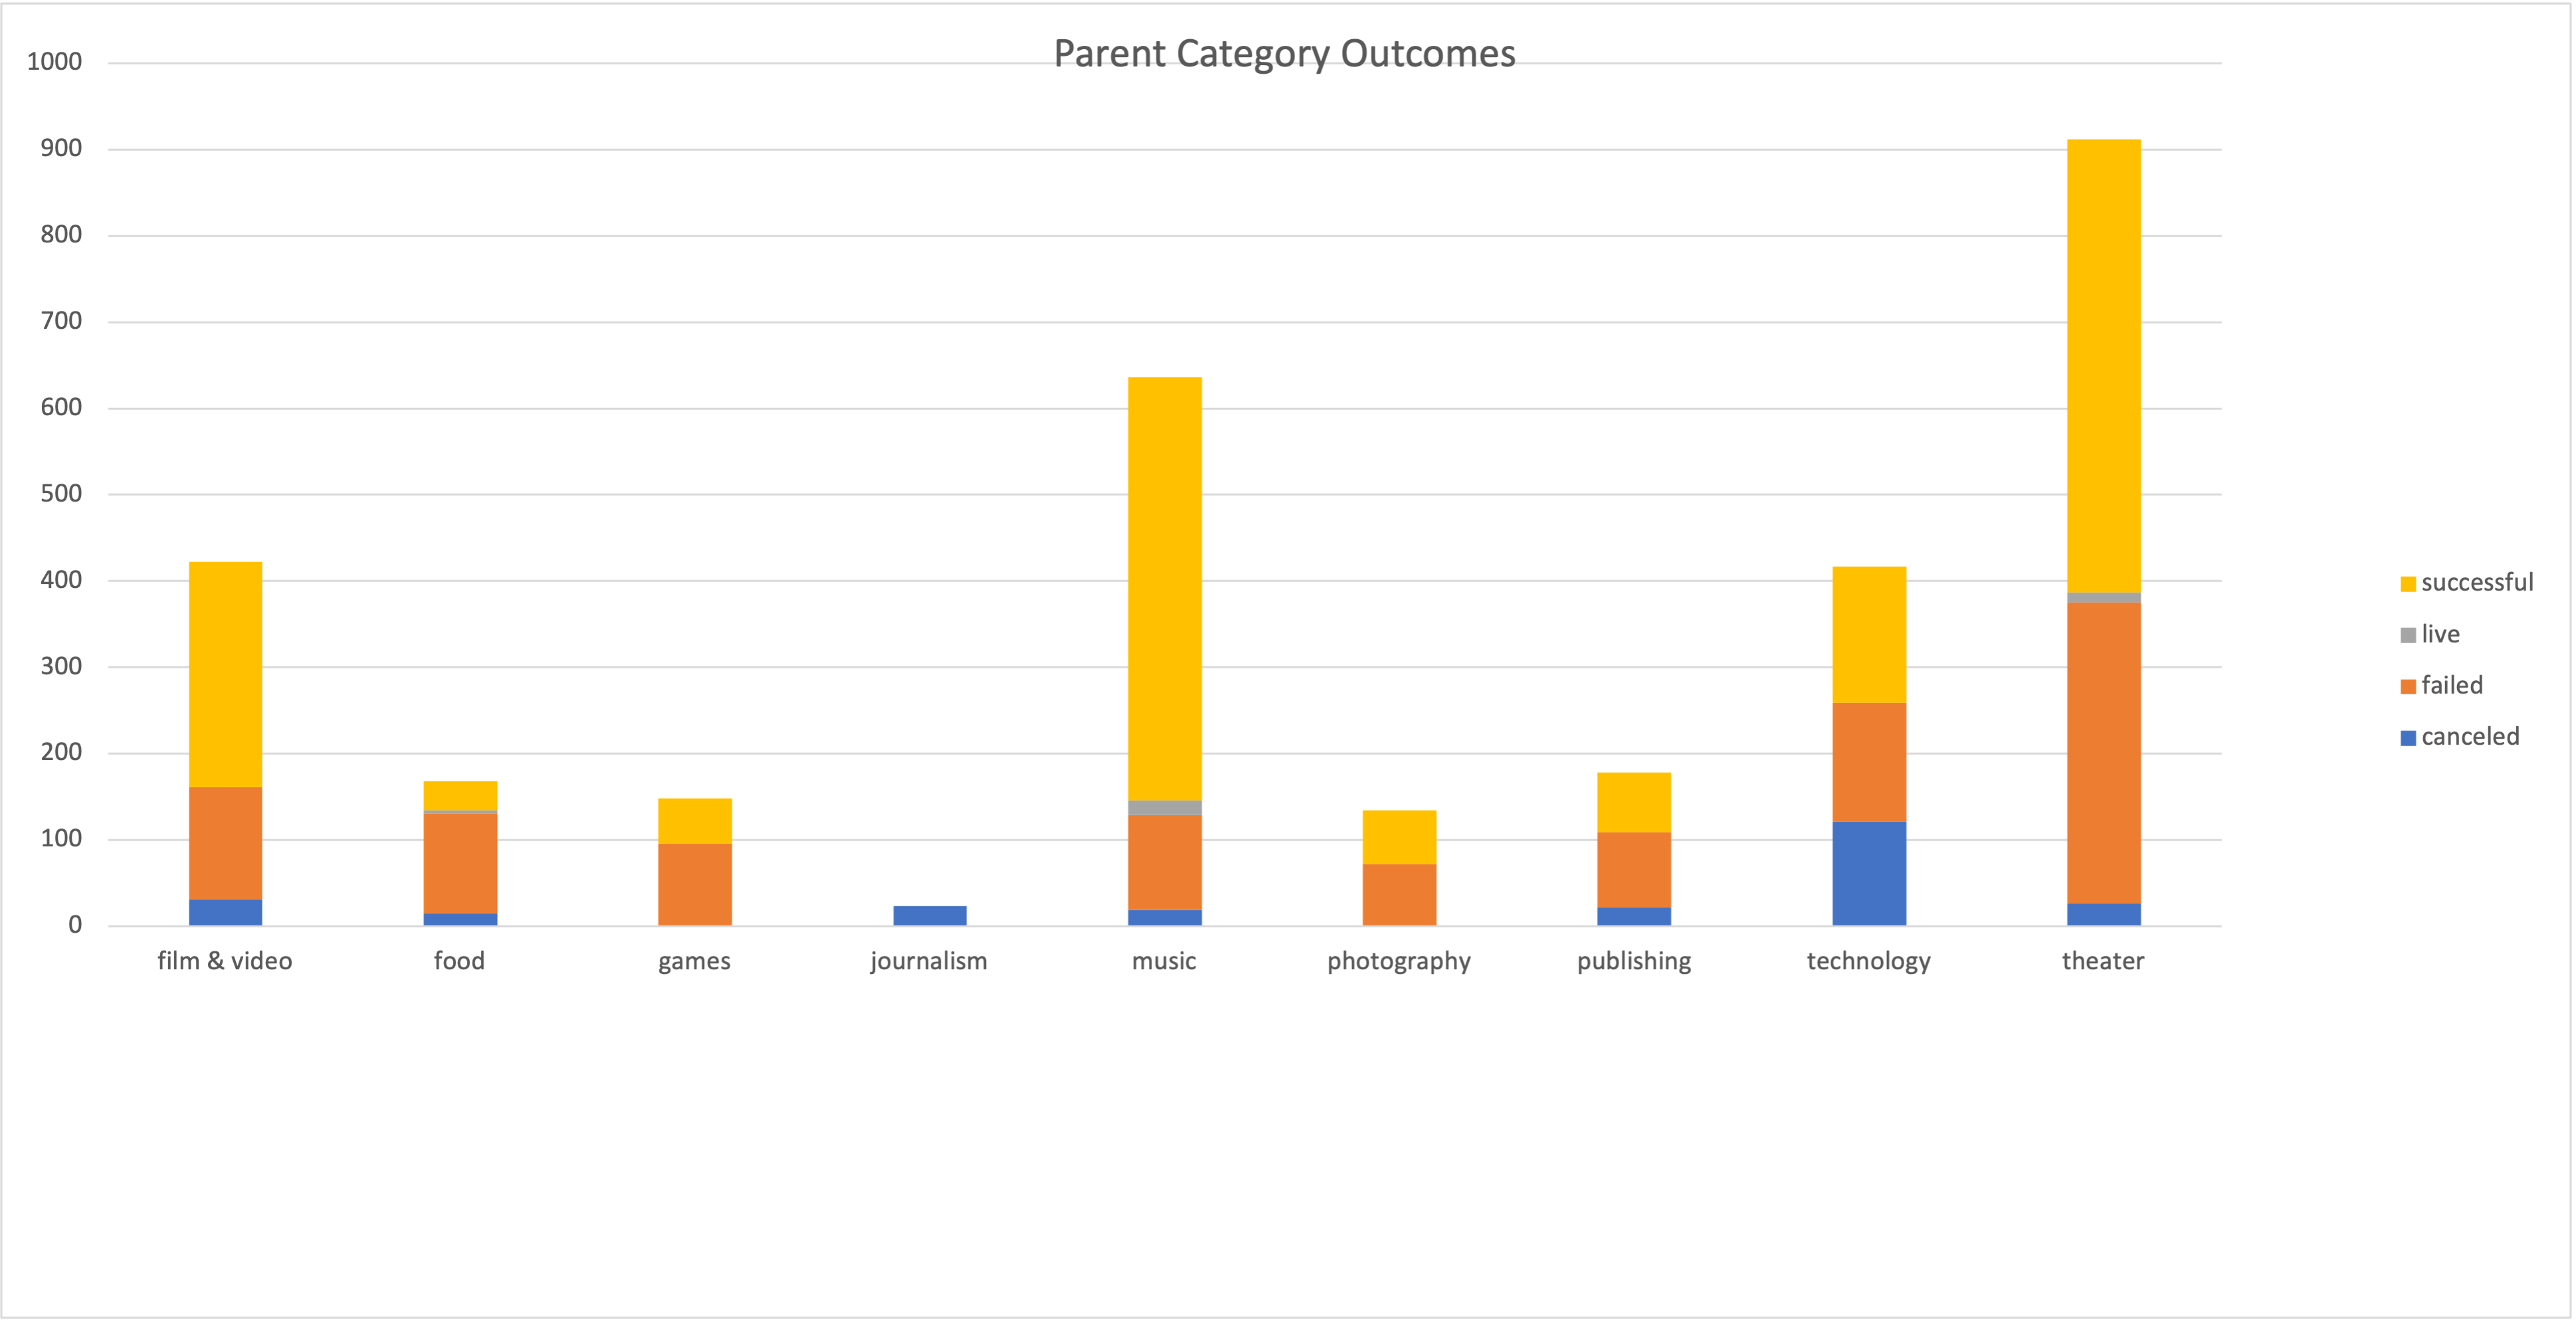 Parent Category Outcomes
1000
900
800
700
600
500
400
300
200
100
0
film & video food games journalism music photography publishing technology theater
successful
live
failed
canceled